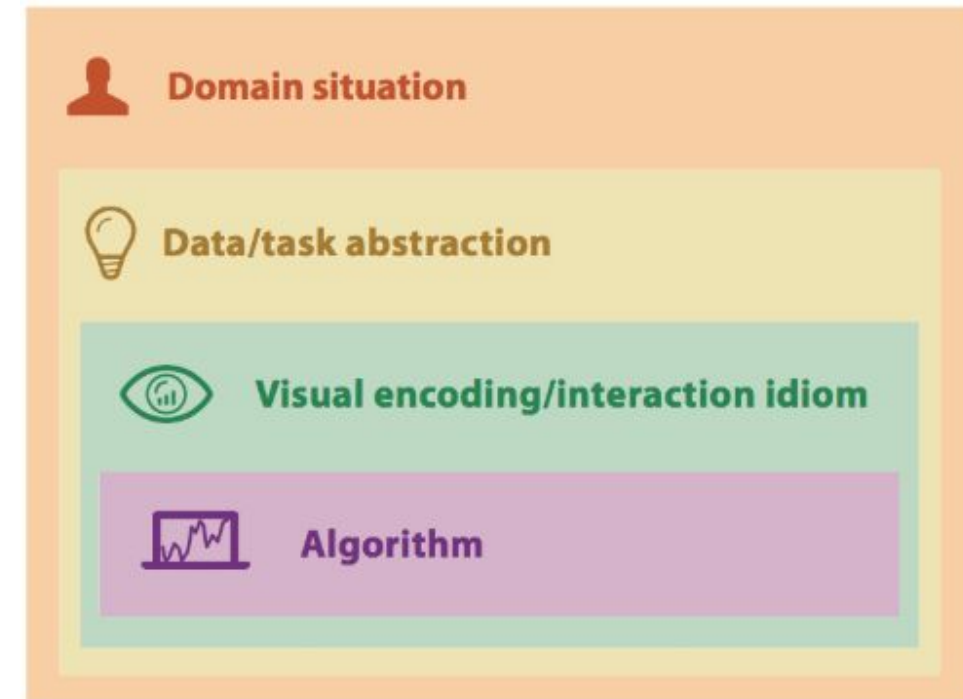 Domain situation
Data/task abstraction
Visual encoding/interaction idiom
Algorithm